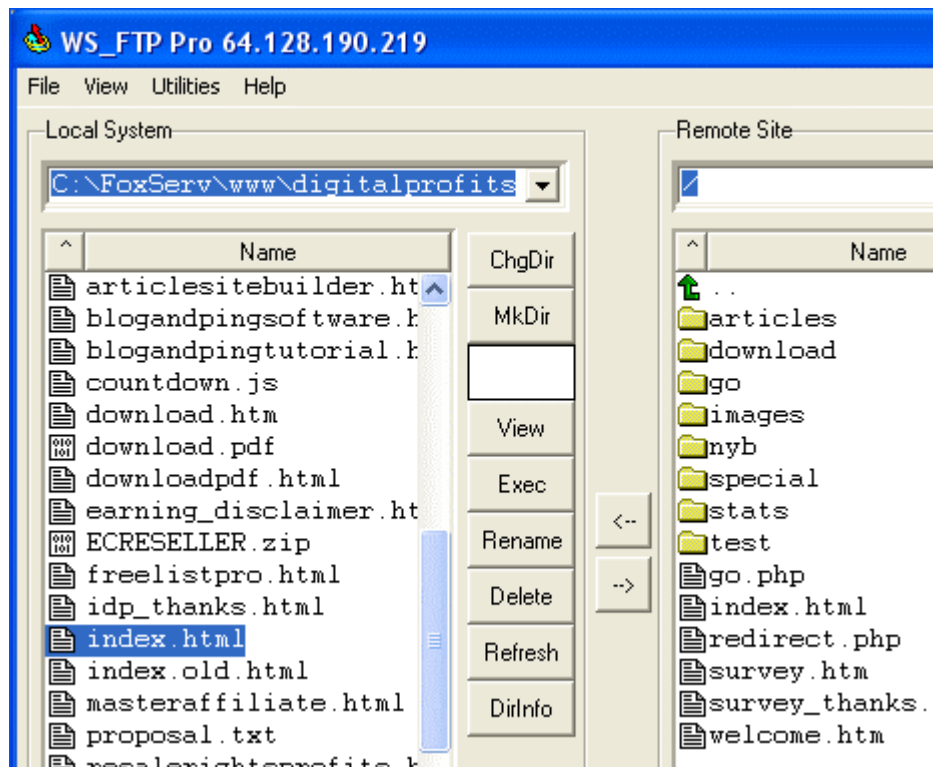 WS_FTP Pro 64.128.190.219
File View Utilities Help
Local System
C:\FoxServ\www\digitalprofits
^ Name
articlesitebuilder.ht
blogandpingsoftware.h
blogandpingtutorial.h
countdown.js
download.htm
download.pdf
downloadpdf.html
earning_disclaimer.ht
ECRESELLER.zip
freelistpro.html
idp_thanks.html
index.html
index.old.html
masteraffiliate.html
proposal.txt
ChgDir
MkDir
View
Exec
Rename
Delete
Refresh
DirInfo
<--
-->
Remote Site
/
^ Name
..
articles
download
go
images
nyb
special
stats
test
go.php
index.html
redirect.php
survey.htm
survey_thanks.
welcome.htm